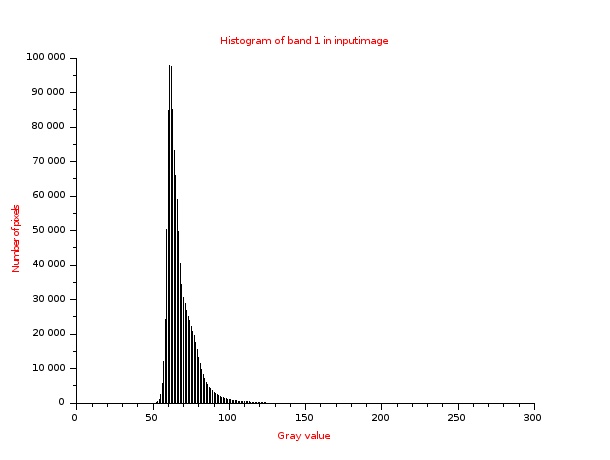 Histogram of band 1 in inputimage
100 000
90 000
80 000
70 000
60 000
50 000
40 000
30 000
20 000
10 000
0
Number of pixels
0 50 100 150 200 250 300
Gray value